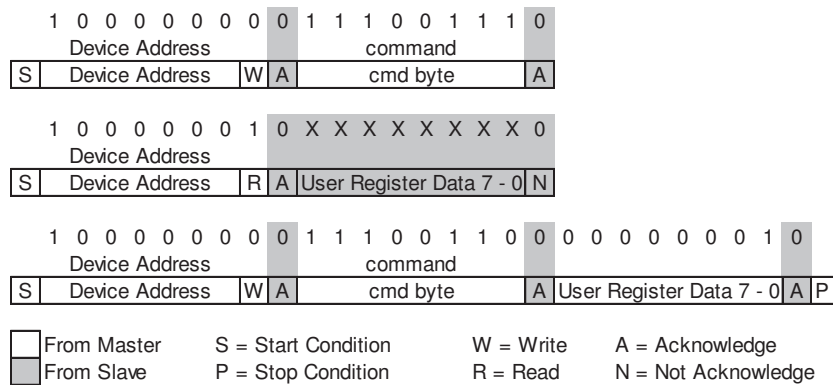 1 0 0 0 0 0 0 0 0 1 1 1 0 0 1 1 1 0
Device Address command
S Device Address W A cmd byte A
1 0 0 0 0 0 0 1 0 X X X X X X X X 0
Device Address
S Device Address R A User Register Data 7 - 0 N
1 0 0 0 0 0 0 0 0 1 1 1 0 0 1 1 0 0 0 0 0 0 0 0 0 1 0
Device Address command
S Device Address W A cmd byte A User Register Data 7 - 0 A P
From Master S = Start Condition W = Write A = Acknowledge
From Slave P = Stop Condition R = Read N = Not Acknowledge